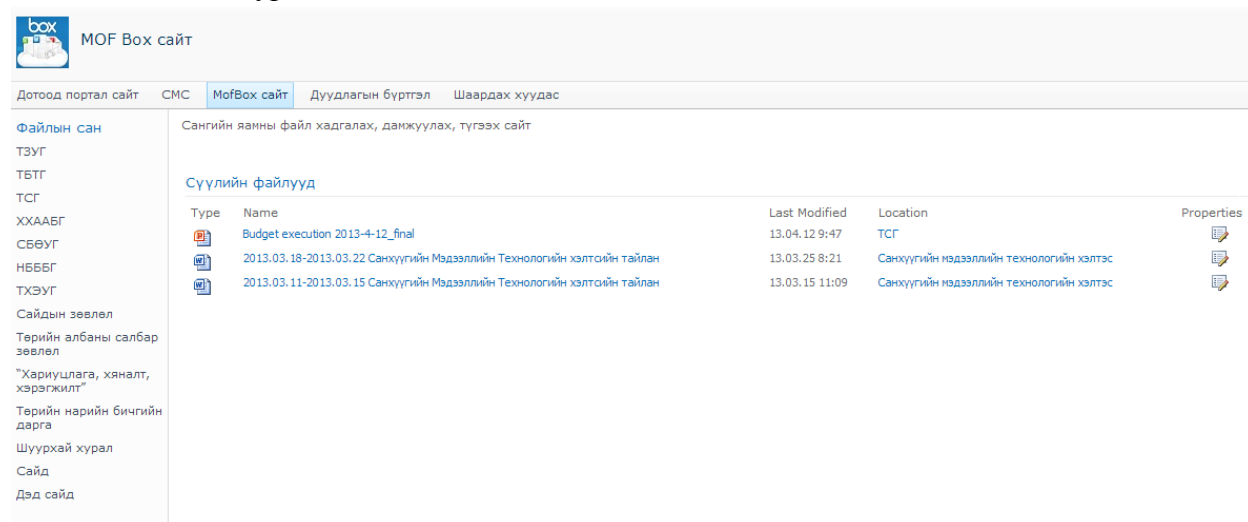 box
MOF Box сайт
Дотоод портал сайт СМС MofBox сайт Дуудлагын бүртгэл Шаардах хуудас
Файлын сан
ТЗУГ
ТБТГ
ТСГ
ХХААБГ
СБӨУГ
НБББГ
ТХЭУГ
Сайдын зөвлөл
Төрийн албаны салбар
зөвлөл
"Хариуцлага, хяналт,
хэрэгжилт"
Төрийн нарийн бичгийн
дарга
Шуурхай хурал
Сайд
Дэд сайд
Сангийн яамны файл хадгалах, дамжуулах, түгээх сайт
Сүүлийн файлууд
Type Name Last Modified Location Properties
Budget execution 2013-4-12_final 13.04.12 9:47 ТСГ
2013.03.18-2013.03.22 Санхүүгийн Мэдээллийн Технологийн хэлтсийн тайлан 13.03.25 8:21 Санхүүгийн мэдээллийн технологийн хэлтэс
2013.03.11-2013.03.15 Санхүүгийн Мэдээллийн Технологийн хэлтсийн тайлан 13.03.15 11:09 Санхүүгийн мэдээллийн технологийн хэлтэс